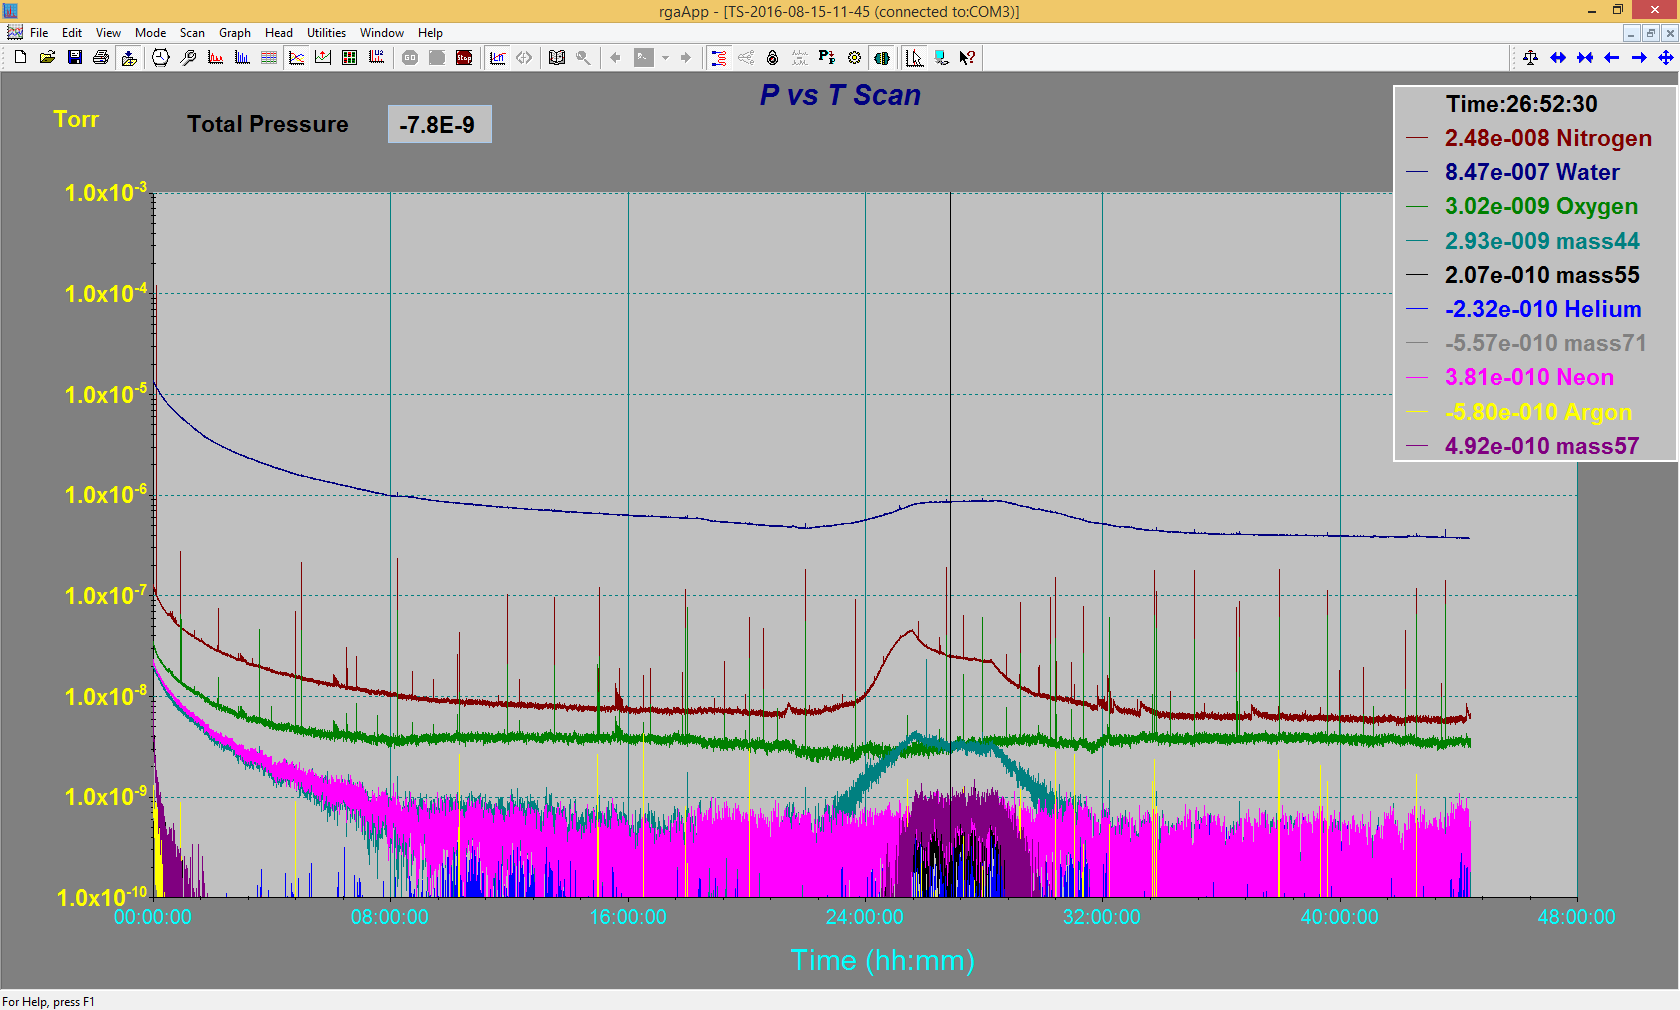 rgaApp - [TS-2016-08-15-11-45 (connected to:COM3)]
File Edit View Mode Scan Graph Head Utilities Window Help
GO Stop
P vs T Scan
Torr
Total Pressure -7.8E-9
Time:26:52:30
2.48e-008 Nitrogen
8.47e-007 Water
3.02e-009 Oxygen
2.93e-009 mass44
2.07e-010 mass55
-2.32e-010 Helium
-5.57e-010 mass71
3.81e-010 Neon
-5.80e-010 Argon
4.92e-010 mass57
1.0x10-3
1.0x10-4
1.0x10-5
1.0x10-6
1.0x10-7
1.0x10-8
1.0x10-9
1.0x10-10
00:00:00 08:00:00 16:00:00 24:00:00 32:00:00 40:00:00 48:00:00
Time (hh:mm)
For Help, press F1